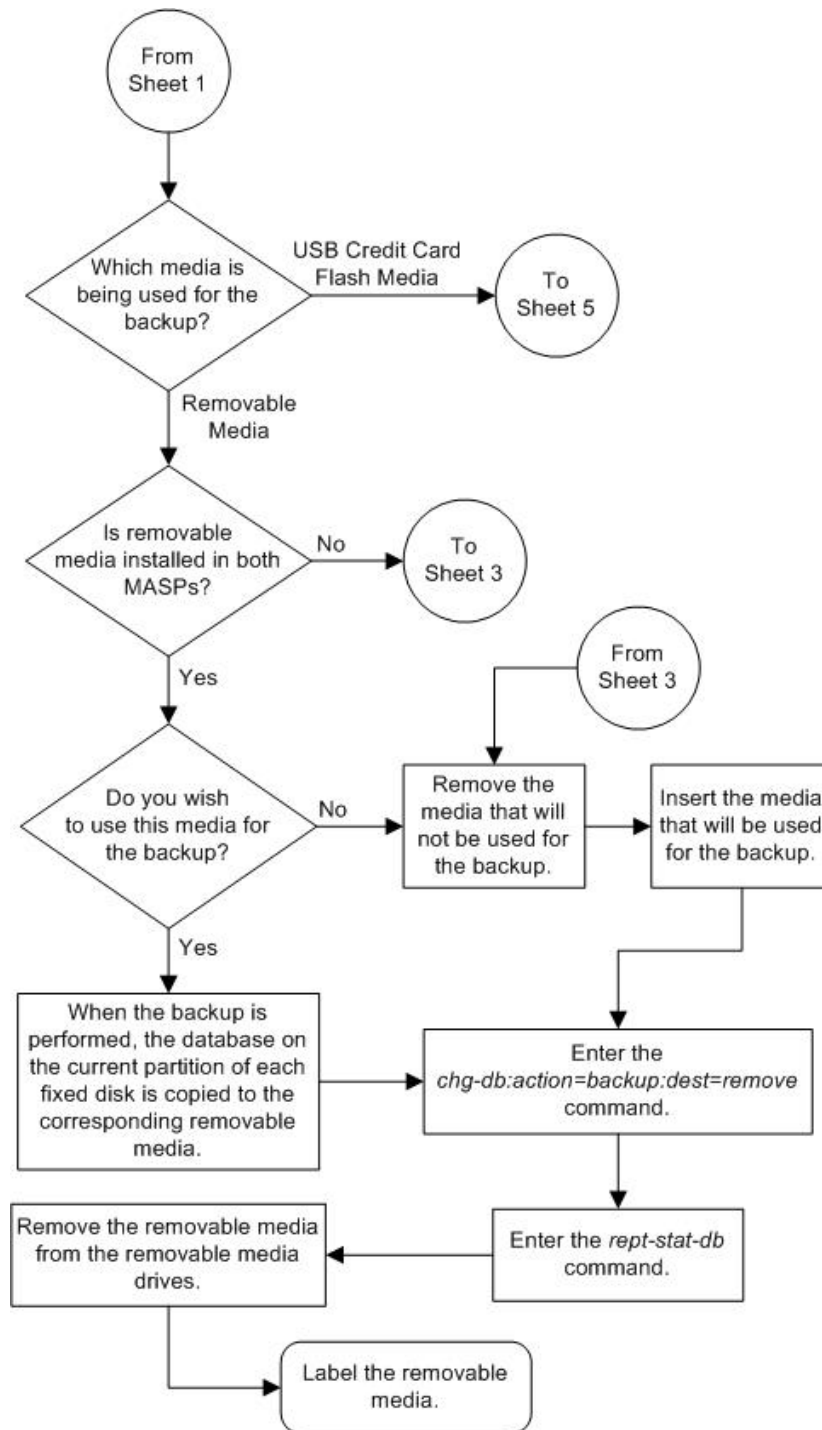 From
Sheet 1
Which media is
being used for the
backup?
USB Credit Card
Flash Media
To
Sheet 5
Removable
Media
Is removable
media installed in both
MASPs?
No
To
Sheet 3
Yes
From
Sheet 3
Do you wish
to use this media for
the backup?
No
Remove the
media that will
not be used for
the backup.
Insert the media
that will be used
for the backup.
Yes
When the backup is
performed, the database on
the current partition of each
fixed disk is copied to the
corresponding removable
media.
Enter the
chg-db:action=backup:dest=remove
command.
Enter the rept-stat-db
command.
Remove the removable media
from the removable media
drives.
Label the removable
media.